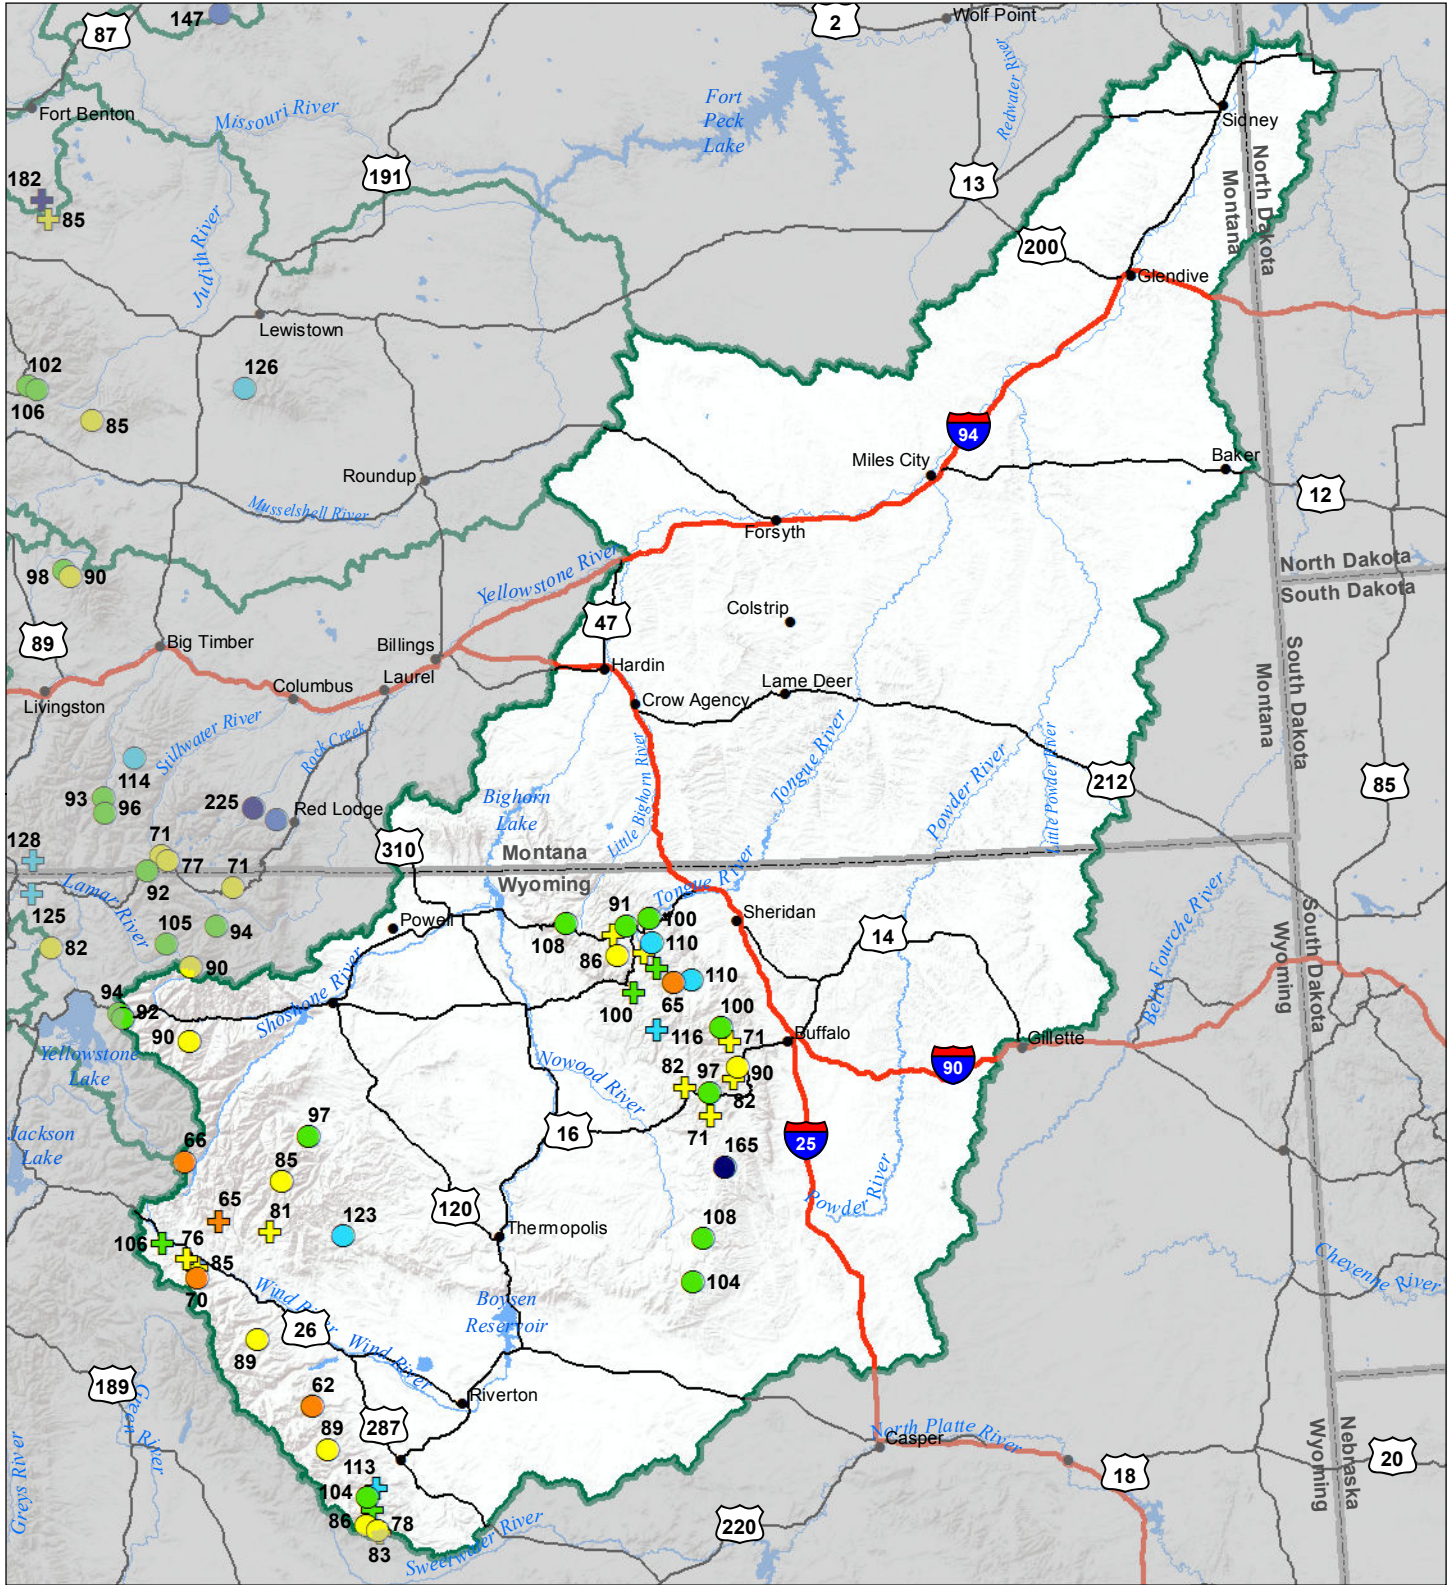 147
87
2
Wolf Point
Fort Benton
Missouri River
Fort
Peck
Lake
Redwater River
Sidney
191
13
182
85
North Dakota
Montana
Judith River
200
Glendive
Lewistown
102
106
126
85
94
Roundup
Miles City
Baker
12
Musselshell River
Forsyth
98
90
Yellowstone River
North Dakota
South Dakota
Colstrip
89
47
Big Timber
Billings
Hardin
Laurel
Columbus
Livingston
Crow Agency
Lame Deer
South Dakota
Montana
Stillwater River
Rock Creek
114
93
96
225
Red Lodge
Bighorn
Lake
Little Bighorn River
Tongue River
Powder River
Little Powder River
212
85
128
71
77
92
71
310
Montana
Wyoming
125
Lamar River
105
94
82
90
Powell
Shoshone River
108
91
100
Tongue River
110
86
Sheridan
14
65
110
100
Belle Fourche River
South Dakota
Wyoming
94
92
90
Yellowstone
Lake
116
100
71
Buffalo
Gillette
90
Nowood River
82
97
90
82
71
16
25
Jackson
Lake
97
66
85
165
Powder River
65
81
123
120
Thermopolis
108
106
76
85
70
104
Cheyenne River
Wind River
26
Wind River
Boysen
Reservoir
89
189
Green River
62
Riverton
89
287
North Platte River
Casper
18
Nebraska
Wyoming
20
Greys River
113
104
86
78
83
Sweetwater River
220